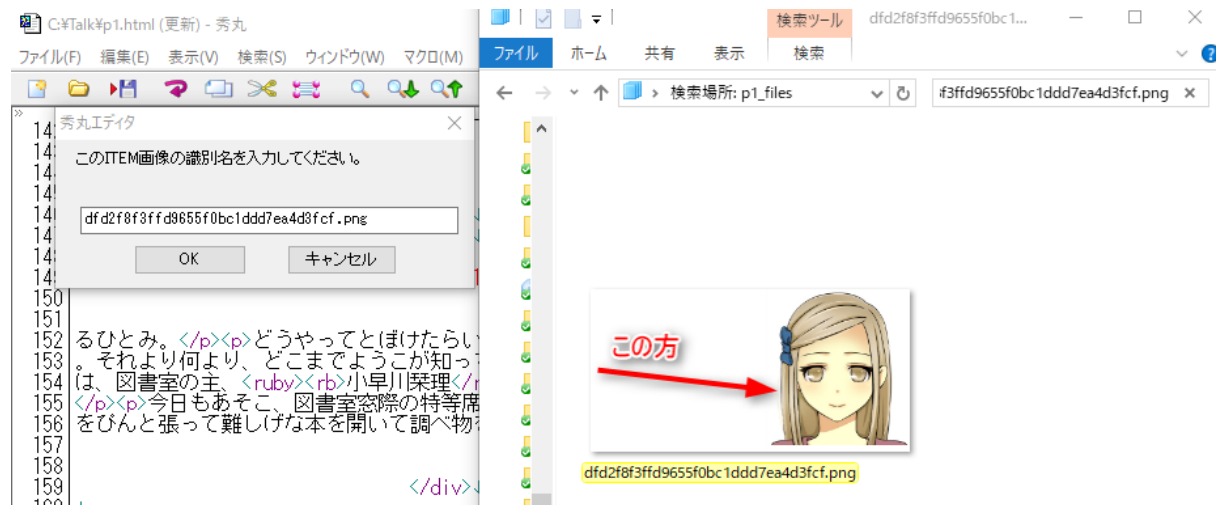 C:¥Talk¥p1.html (更新) - 秀丸
ファイル(F) 編集(E) 表示(V) 検索(S) ウィンドウ(W) マクロ(M)
秀丸エディタ
このITEM画像の識別名を入力してください。
dfd2f8f3ffd9655f0bc1ddd7ea4d3fcf.png
OK キャンセル
150
151
152 るひとみ。</p><p>どうやってとぼけたらい
153 。それより何より、どこまでようこが知っ
154 は、図書室の主、<ruby><rb>小早川栞理</
155 </p><p>今日もあそこ、図書室窓際の特等席
156 をぴんと張って難しげな本を開いて調べ物
157
158
159 </div>
検索ツール dfd2f8f3ffd9655f0bc1...
ファイル ホーム 共有 表示 検索
検索場所: p1_files
f3ffd9655f0bc1ddd7ea4d3fcf.png
この方
dfd2f8f3ffd9655f0bc1ddd7ea4d3fcf.png